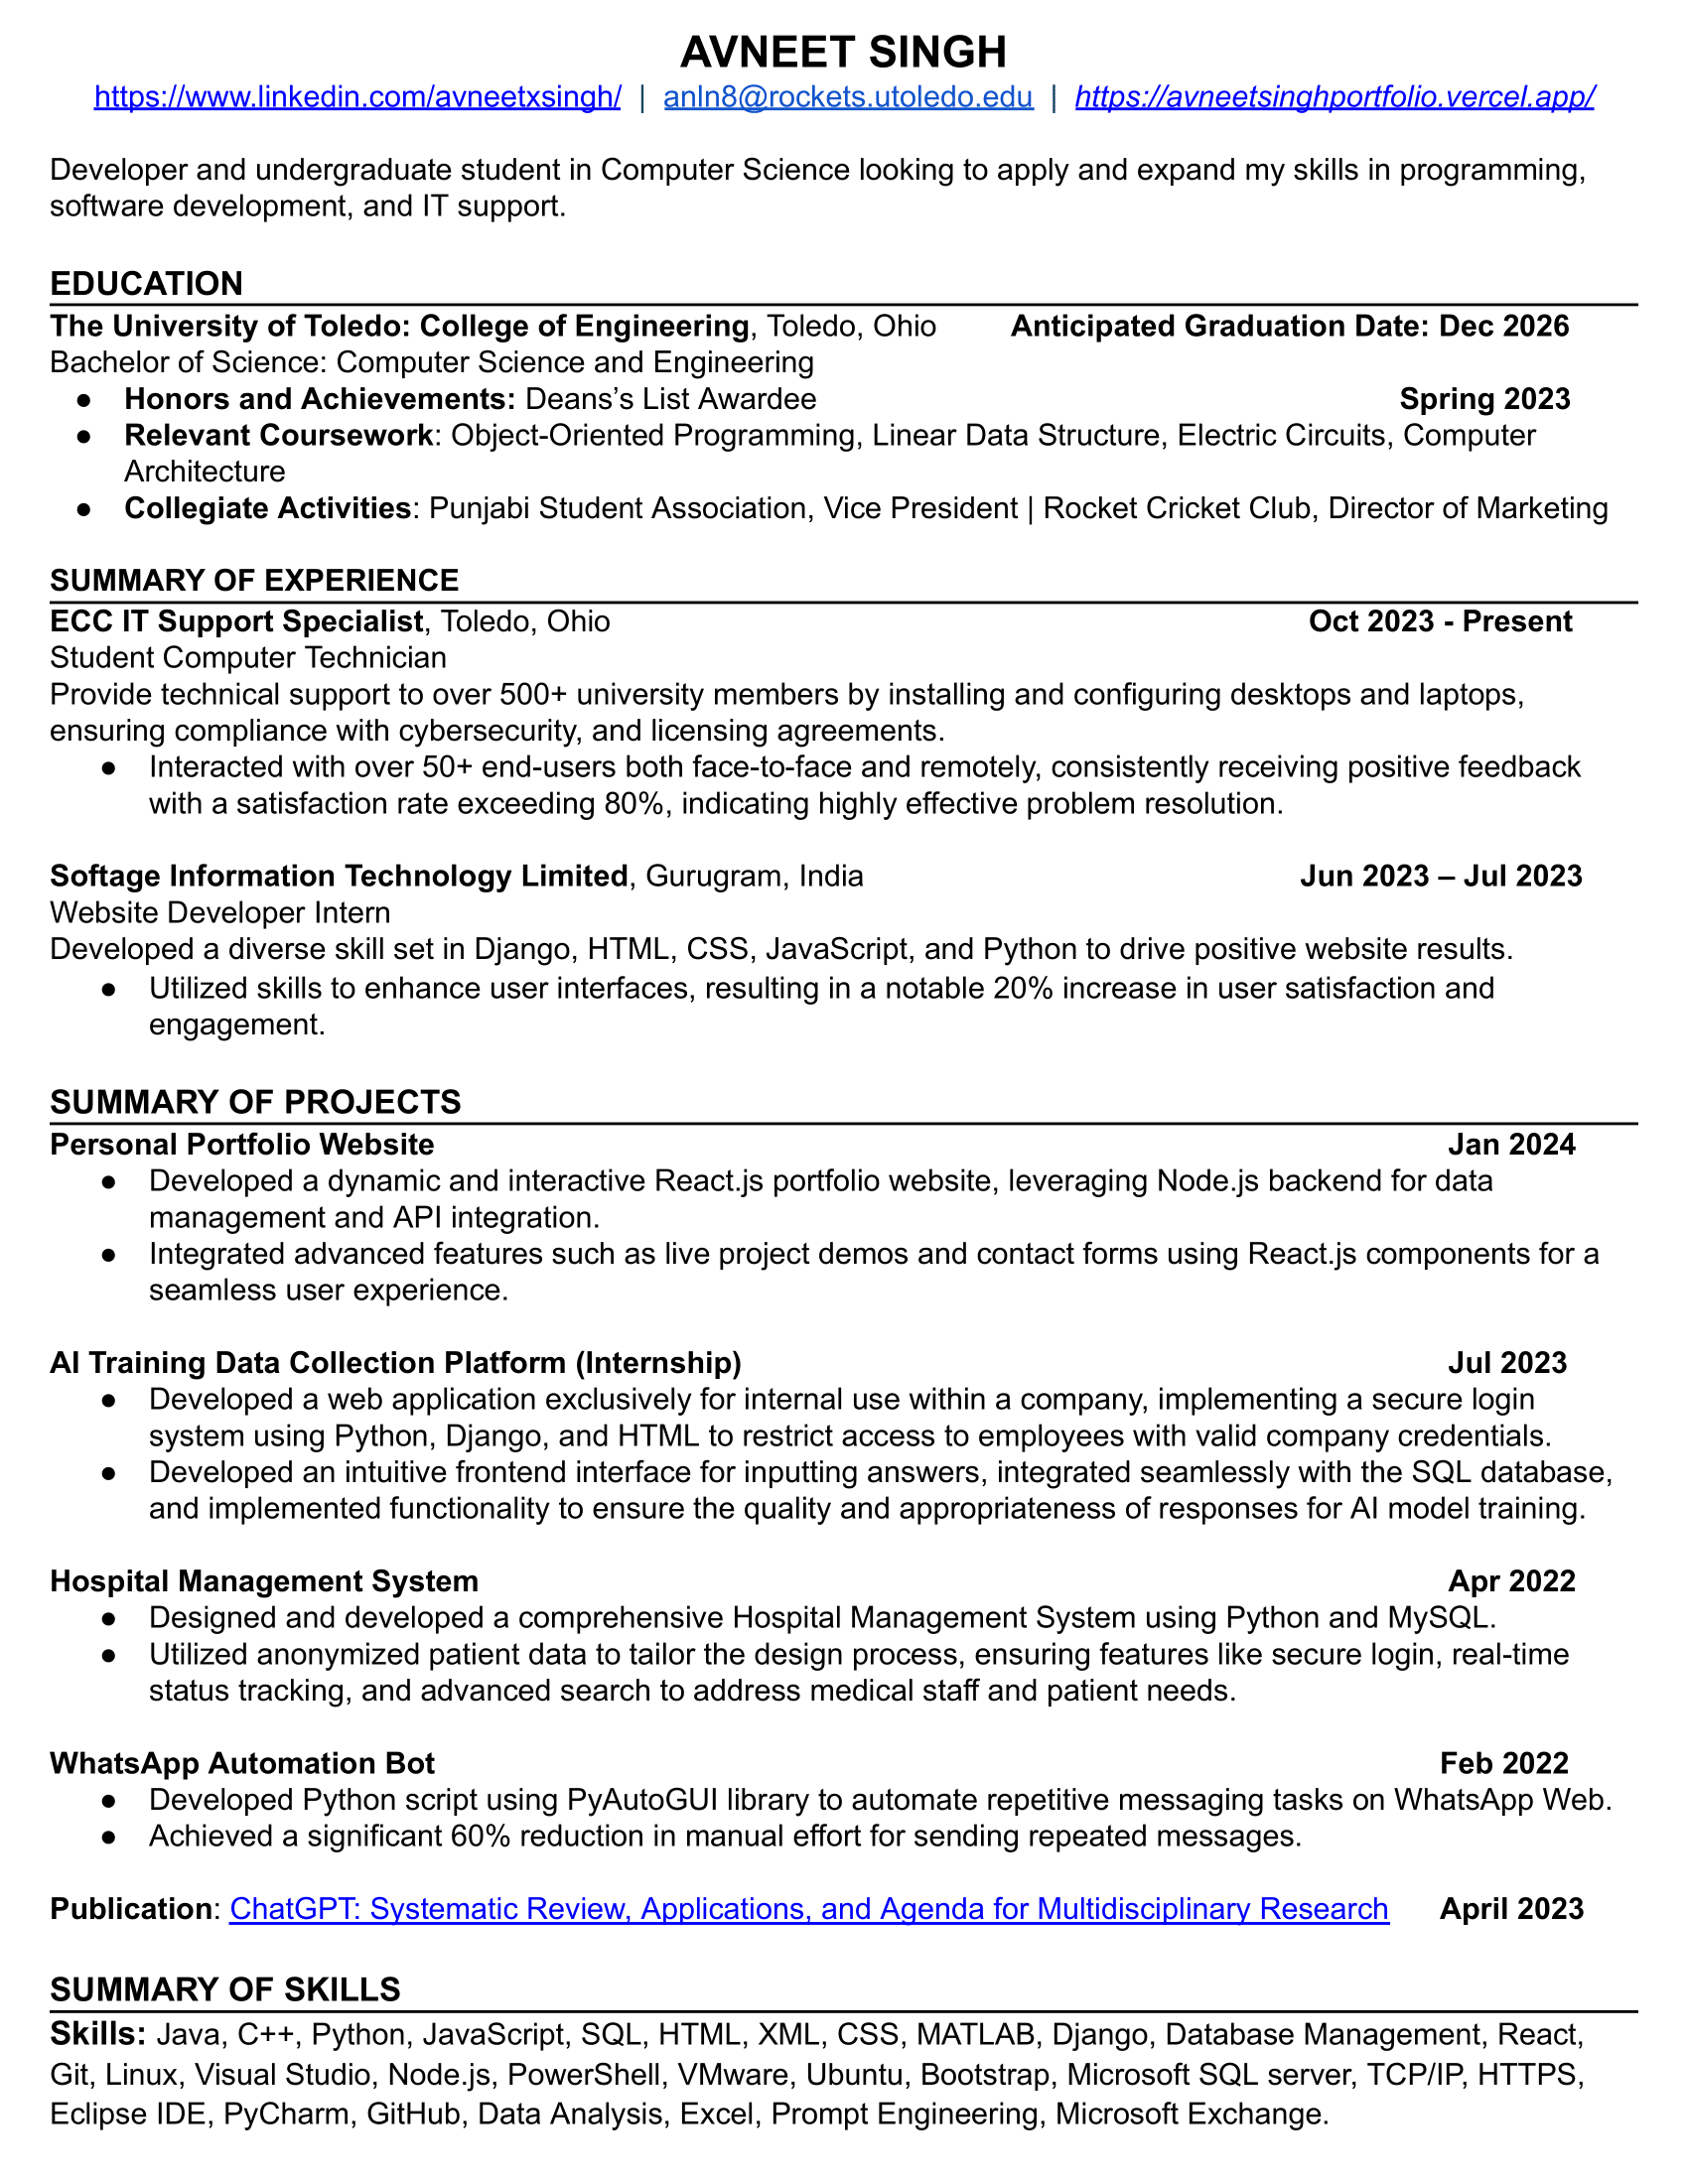 AVNEET SINGH
https://www.linkedin.com/avneetxsingh/ | anln8@rockets.utoledo.edu | https://avneetsinghportfolio.vercel.app/
Developer and undergraduate student in Computer Science looking to apply and expand my skills in programming,
software development, and IT support.
EDUCATION
The University of Toledo: College of Engineering, Toledo, Ohio Anticipated Graduation Date: Dec 2026
Bachelor of Science: Computer Science and Engineering
● Honors and Achievements: Deans’s List Awardee Spring 2023
● Relevant Coursework: Object-Oriented Programming, Linear Data Structure, Electric Circuits, Computer
Architecture
● Collegiate Activities: Punjabi Student Association, Vice President | Rocket Cricket Club, Director of Marketing
SUMMARY OF EXPERIENCE
ECC IT Support Specialist, Toledo, Ohio Oct 2023 - Present
Student Computer Technician
Provide technical support to over 500+ university members by installing and configuring desktops and laptops,
ensuring compliance with cybersecurity, and licensing agreements.
● Interacted with over 50+ end-users both face-to-face and remotely, consistently receiving positive feedback
with a satisfaction rate exceeding 80%, indicating highly effective problem resolution.
Softage Information Technology Limited, Gurugram, India Jun 2023 – Jul 2023
Website Developer Intern
Developed a diverse skill set in Django, HTML, CSS, JavaScript, and Python to drive positive website results.
● Utilized skills to enhance user interfaces, resulting in a notable 20% increase in user satisfaction and
engagement.
SUMMARY OF PROJECTS
Personal Portfolio Website Jan 2024
● Developed a dynamic and interactive React.js portfolio website, leveraging Node.js backend for data
management and API integration.
● Integrated advanced features such as live project demos and contact forms using React.js components for a
seamless user experience.
AI Training Data Collection Platform (Internship) Jul 2023
● Developed a web application exclusively for internal use within a company, implementing a secure login
system using Python, Django, and HTML to restrict access to employees with valid company credentials.
● Developed an intuitive frontend interface for inputting answers, integrated seamlessly with the SQL database,
and implemented functionality to ensure the quality and appropriateness of responses for AI model training.
Hospital Management System Apr 2022
● Designed and developed a comprehensive Hospital Management System using Python and MySQL.
● Utilized anonymized patient data to tailor the design process, ensuring features like secure login, real-time
status tracking, and advanced search to address medical staff and patient needs.
WhatsApp Automation Bot Feb 2022
● Developed Python script using PyAutoGUI library to automate repetitive messaging tasks on WhatsApp Web.
● Achieved a significant 60% reduction in manual effort for sending repeated messages.
Publication: ChatGPT: Systematic Review, Applications, and Agenda for Multidisciplinary Research April 2023
SUMMARY OF SKILLS
Skills: Java, C++, Python, JavaScript, SQL, HTML, XML, CSS, MATLAB, Django, Database Management, React,
Git, Linux, Visual Studio, Node.js, PowerShell, VMware, Ubuntu, Bootstrap, Microsoft SQL server, TCP/IP, HTTPS,
Eclipse IDE, PyCharm, GitHub, Data Analysis, Excel, Prompt Engineering, Microsoft Exchange.